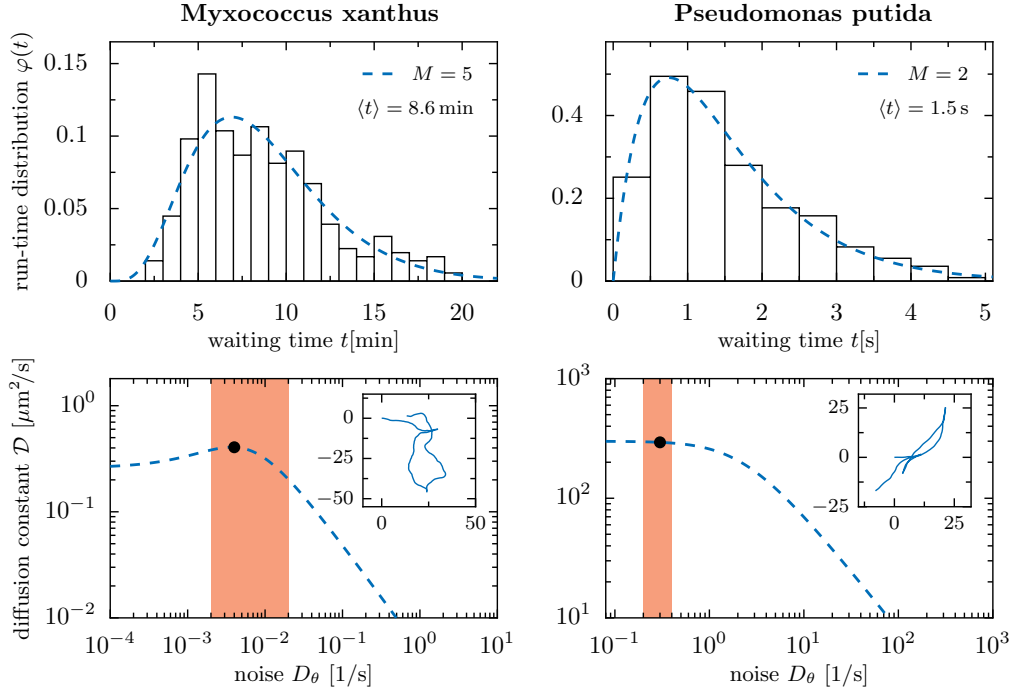 Myxococcus xanthus
run-time distribution φ(t)
0.15
0.1
0.05
0
M = 5
⟨t⟩ = 8.6 min
0 5 10 15 20
waiting time t[min]
Pseudomonas putida
0.4
0.2
0
M = 2
⟨t⟩ = 1.5 s
0 1 2 3 4 5
waiting time t[s]
diffusion constant 𝒟 [μm²/s]
10⁰
10⁻¹
10⁻²
0
−25
−50
0 50
10⁻⁴ 10⁻³ 10⁻² 10⁻¹ 10⁰ 10¹
noise D_θ [1/s]
10³
10²
10¹
25
0
−25
0 25
10⁻¹ 10⁰ 10¹ 10² 10³
noise D_θ [1/s]